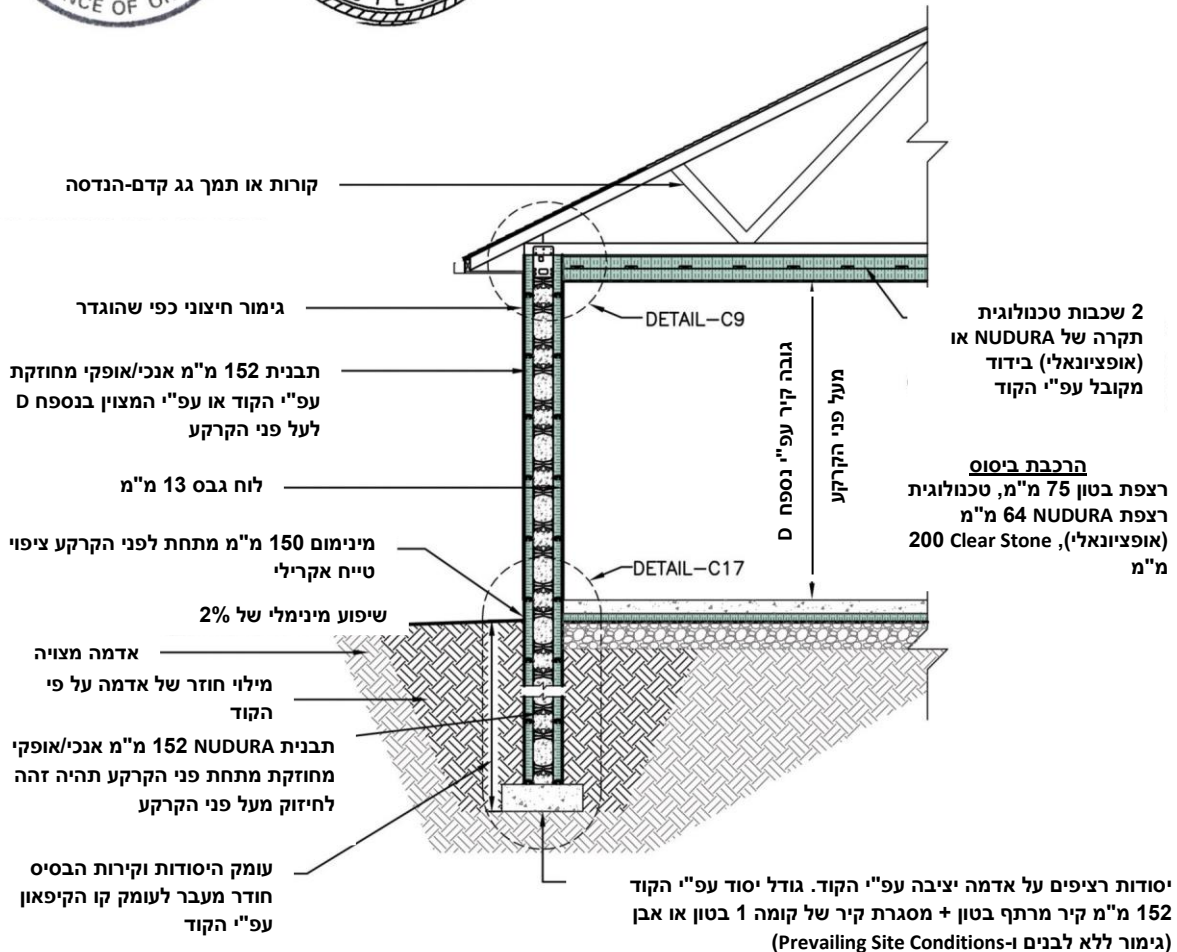 NCE OF ON
קורות או תמך גג קדם-הנדסה
גימור חיצוני כפי שהוגדר
DETAIL-C9
תבנית 152 מ"מ אנכי/אופקי מחוזקת
עפ"י הקוד או עפ"י המצוין בנספח D
לעל פני הקרקע
לוח גבס 13 מ"מ
מינימום 150 מ"מ מתחת לפני הקרקע ציפוי
טייח אקרילי
שיפוע מינימלי של 2%
אדמה מצויה
מילוי חוזר של אדמה על פי
הקוד
תבנית NUDURA 152 מ"מ אנכי/אופקי
מחוזקת מתחת פני הקרקע תהיה זהה
לחיזוק מעל פני הקרקע
עומק היסודות וקירות הבסיס
חודר מעבר לעומק קו הקיפאון
עפ"י הקוד
גובה קיר עפ"י נספח D
מעל פני הקרקע
DETAIL-C17
2 שכבות טכנולוגית
תקרה של NUDURA או
(אופציונאלי) בידוד
מקובל עפ"י הקוד
הרכבת ביסוס
רצפת בטון 75 מ"מ, טכנולוגית
רצפת NUDURA 64 מ"מ
(אופציונאלי), Clear Stone 200
מ"מ
יסודות רציפים על אדמה יציבה עפ"י הקוד. גודל יסוד עפ"י הקוד
152 מ"מ קיר מרתף בטון + מסגרת קיר של קומה 1 בטון או אבן
(גימור ללא לבנים ו-Prevailing Site Conditions)